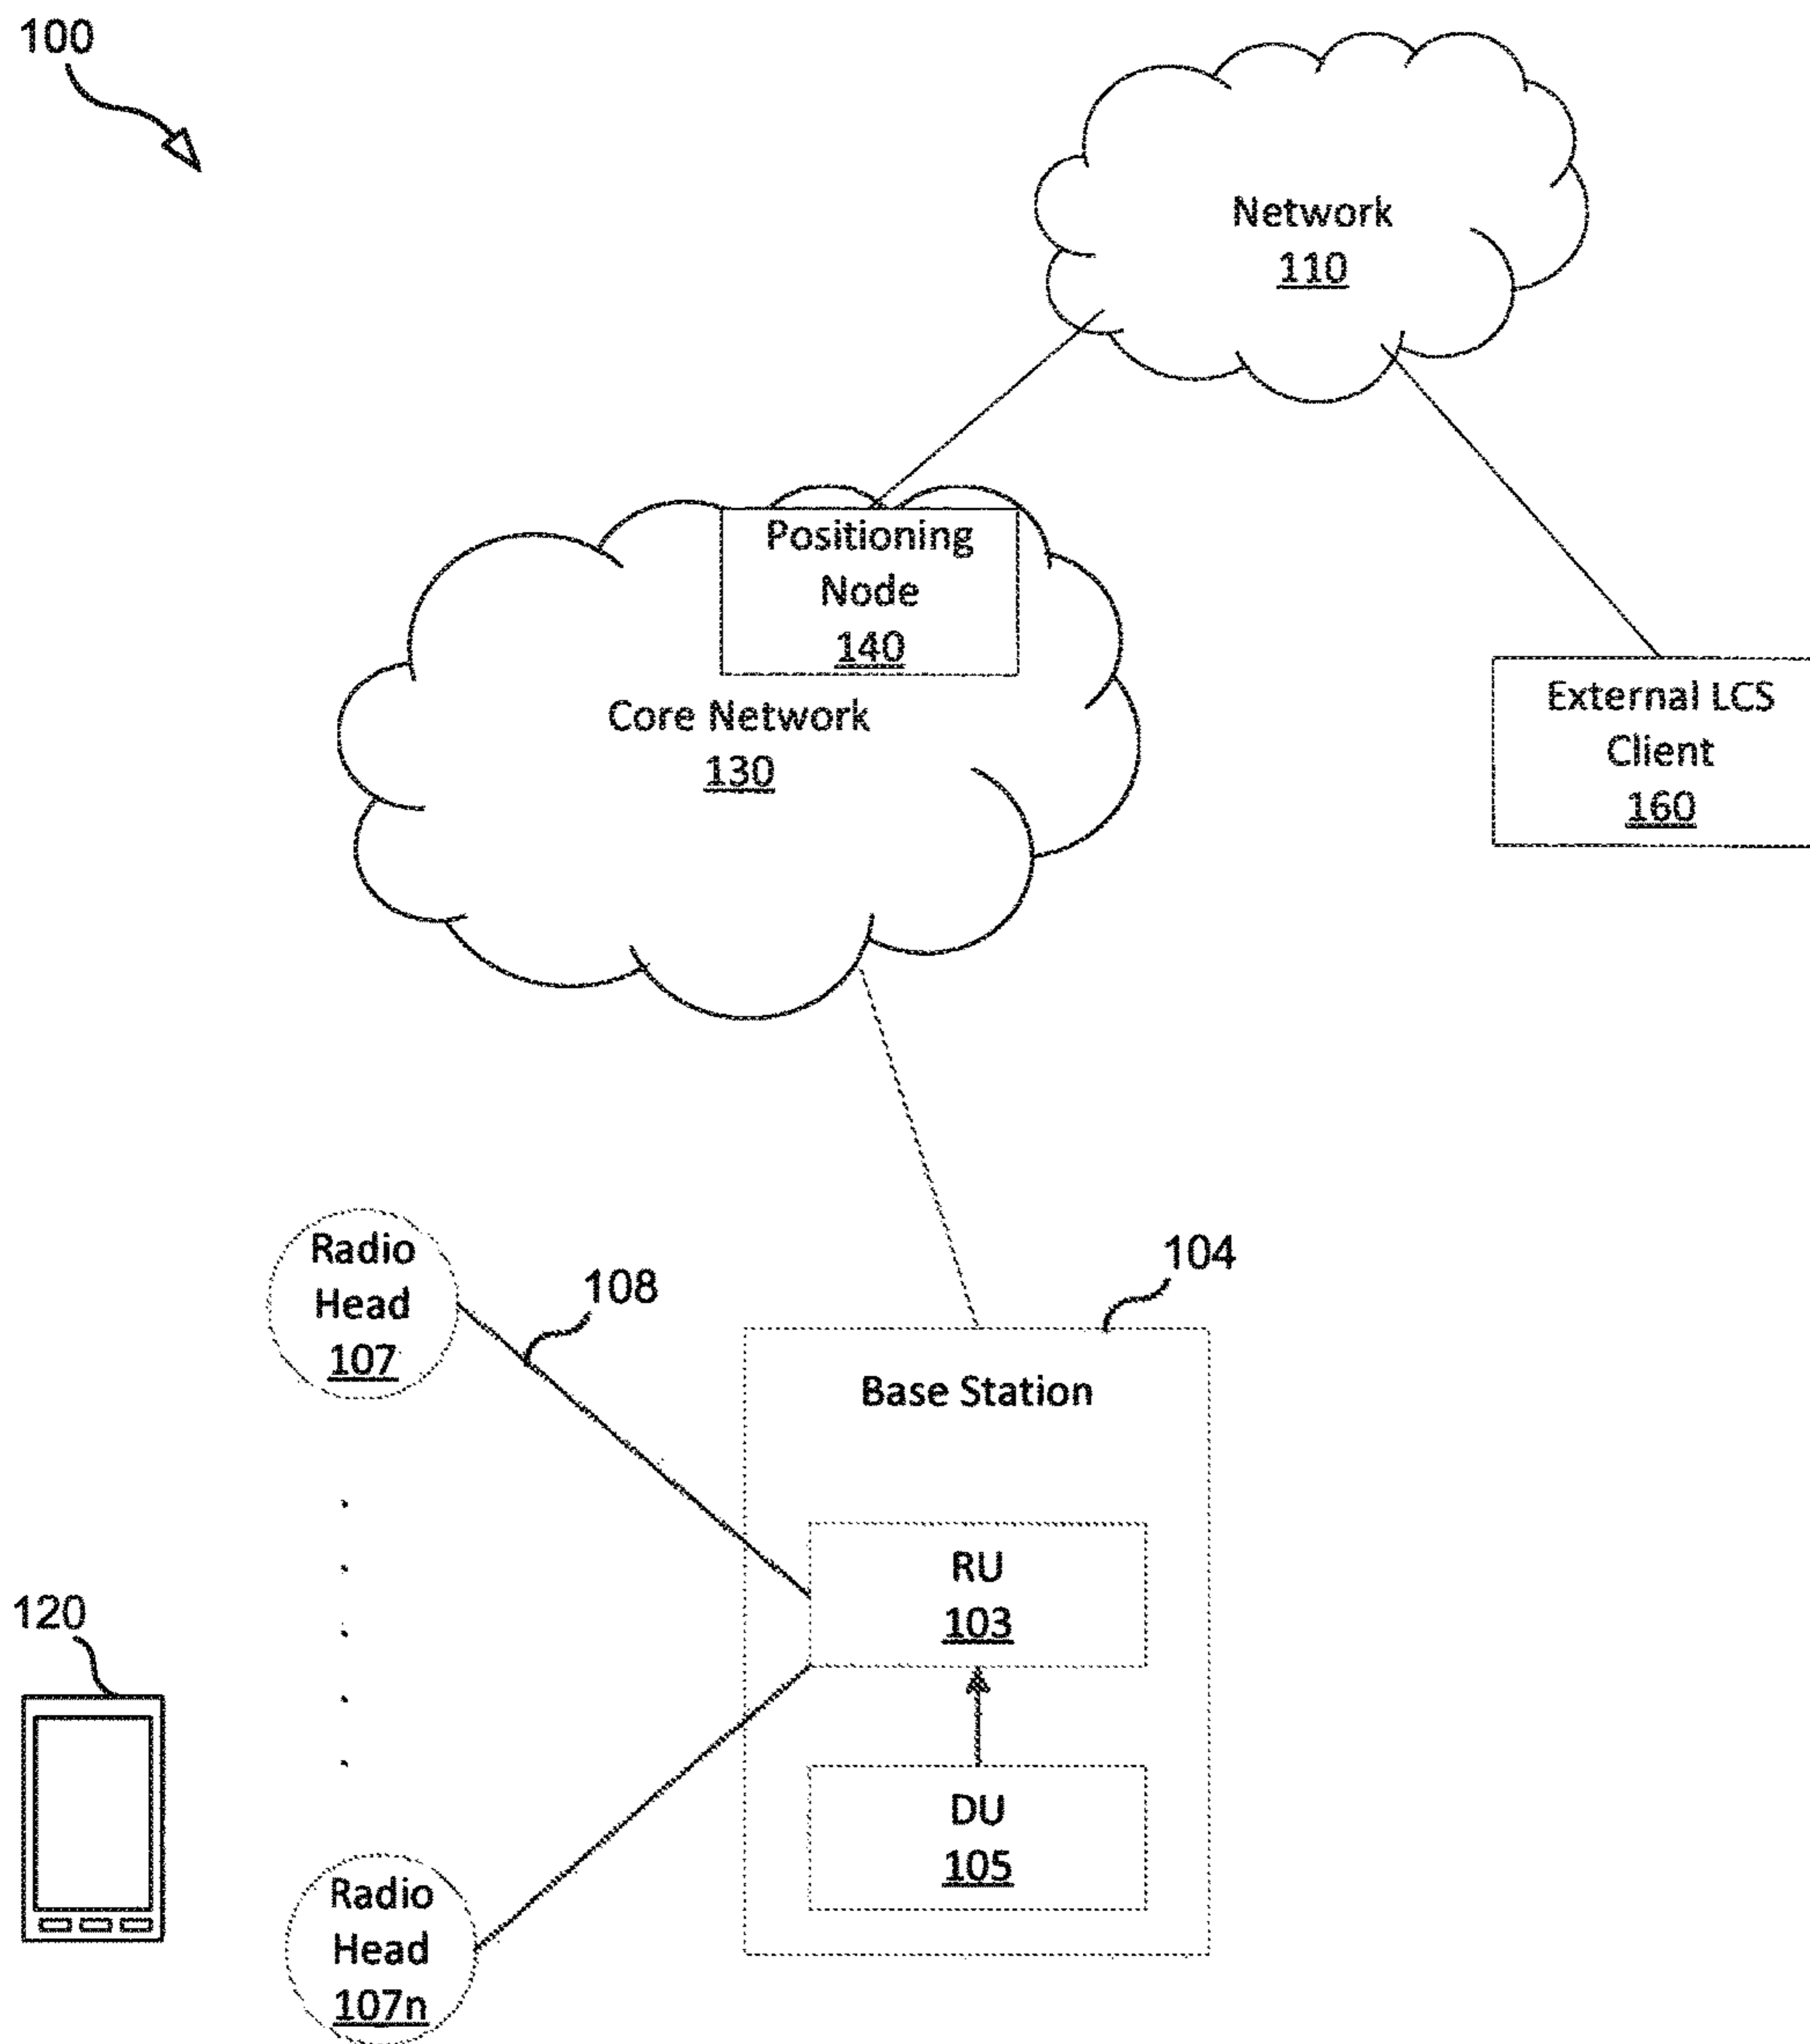 100
Network
110
Positioning
Node
140
Core Network
130
External LCS
Client
160
Radio
Head
107
108
104
Base Station
RU
103
120
DU
105
Radio
Head
107n